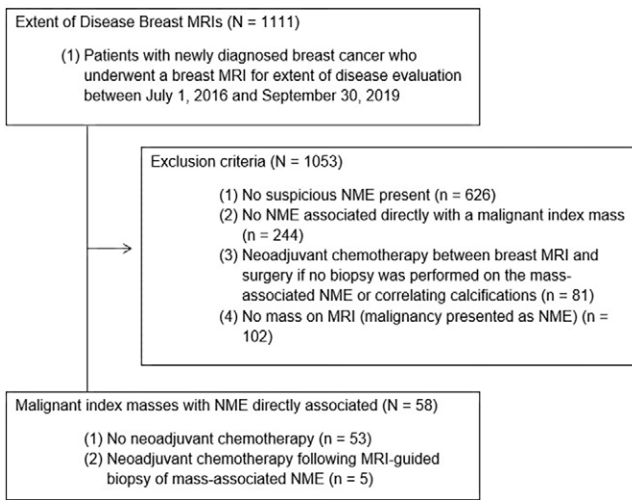 Extent of Disease Breast MRIs (N = 1111)
(1) Patients with newly diagnosed breast cancer who
underwent a breast MRI for extent of disease evaluation
between July 1, 2016 and September 30, 2019
Exclusion criteria (N = 1053)
(1) No suspicious NME present (n = 626)
(2) No NME associated directly with a malignant index mass
(n = 244)
(3) Neoadjuvant chemotherapy between breast MRI and
surgery if no biopsy was performed on the mass-
associated NME or correlating calcifications (n = 81)
(4) No mass on MRI (malignancy presented as NME) (n =
102)
Malignant index masses with NME directly associated (N = 58)
(1) No neoadjuvant chemotherapy (n = 53)
(2) Neoadjuvant chemotherapy following MRI-guided
biopsy of mass-associated NME (n = 5)